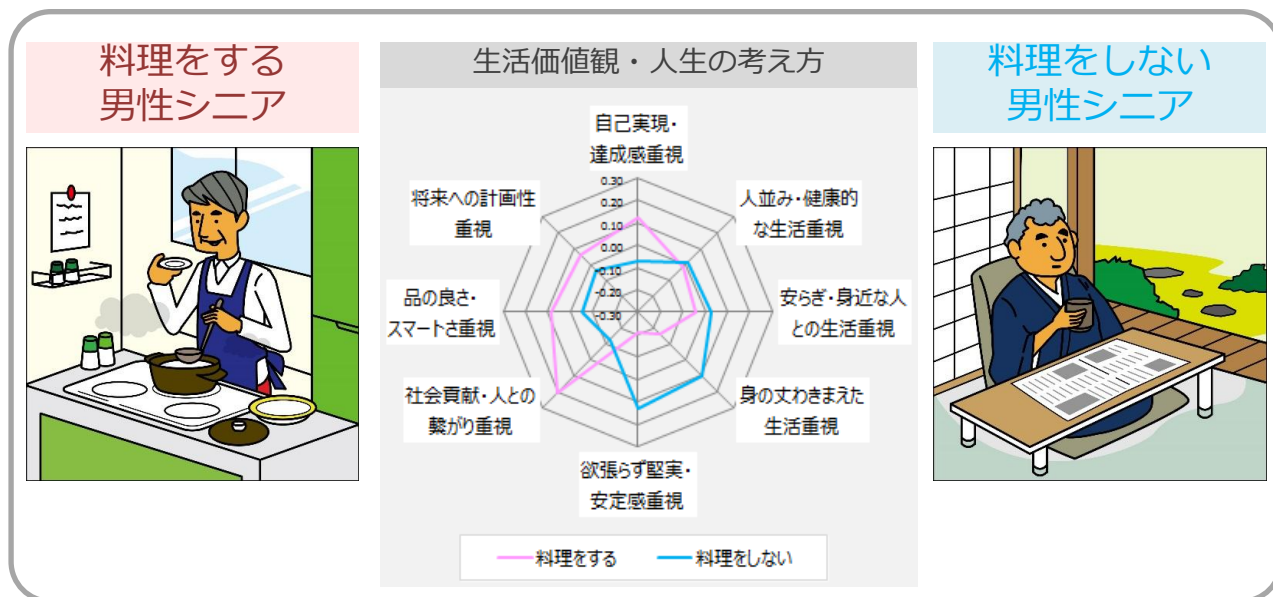 料理をする
男性シニア
生活価値観・人生の考え方
料理をしない
男性シニア
自己実現・
達成感重視
人並み・健康的
な生活重視
安らぎ・身近な人
との生活重視
身の丈わきまえた
生活重視
欲張らず堅実・
安定感重視
社会貢献・人との
繋がり重視
品の良さ・
スマートさ重視
将来への計画性
重視
0.30
0.20
0.10
0.00
-0.10
-0.20
-0.30
料理をする
料理をしない